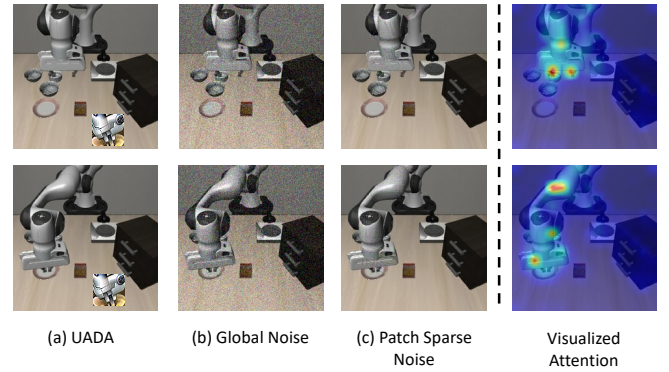 (a) UADA
(b) Global Noise
(c) Patch Sparse
Noise
Visualized
Attention